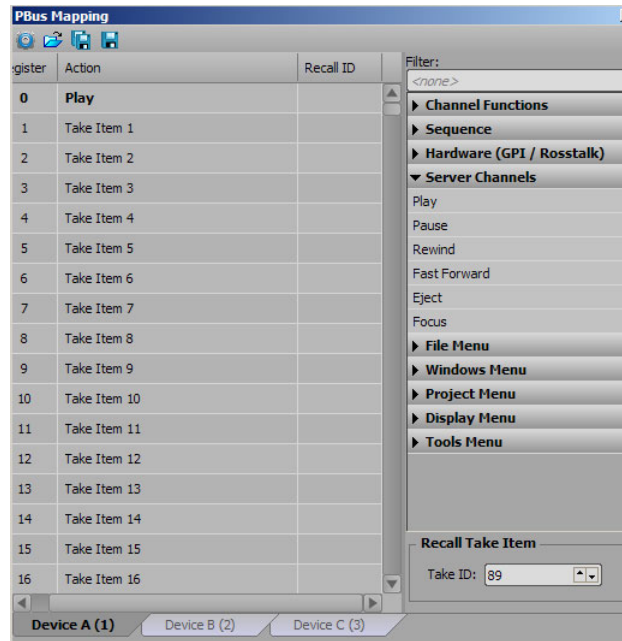 PBus Mapping
gister Action Recall ID
0 Play
1 Take Item 1
2 Take Item 2
3 Take Item 3
4 Take Item 4
5 Take Item 5
6 Take Item 6
7 Take Item 7
8 Take Item 8
9 Take Item 9
10 Take Item 10
11 Take Item 11
12 Take Item 12
13 Take Item 13
14 Take Item 14
15 Take Item 15
16 Take Item 16
Device A (1) Device B (2) Device C (3)
Filter:
<none>
Channel Functions
Sequence
Hardware (GPI / Rosstalk)
Server Channels
Play
Pause
Rewind
Fast Forward
Eject
Focus
File Menu
Windows Menu
Project Menu
Display Menu
Tools Menu
Recall Take Item
Take ID: 89